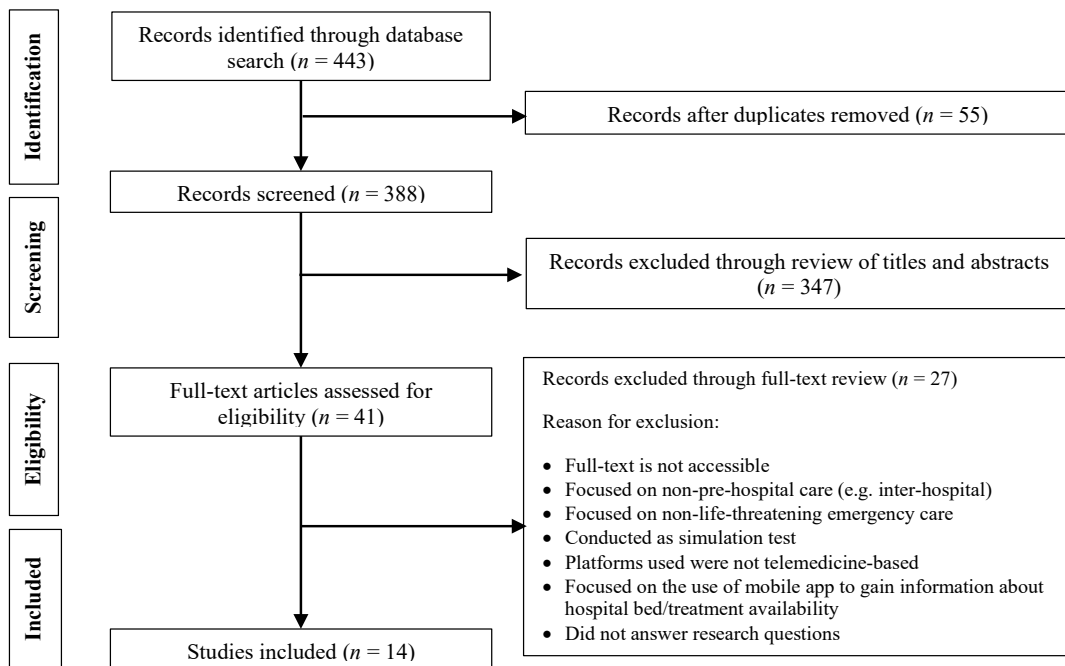 Identification
Records identified through database
search (n = 443)
Records after duplicates removed (n = 55)
Records screened (n = 388)
Screening
Records excluded through review of titles and abstracts
(n = 347)
Eligibility
Full-text articles assessed for
eligibility (n = 41)
Records excluded through full-text review (n = 27)
Reason for exclusion:
• Full-text is not accessible
• Focused on non-pre-hospital care (e.g. inter-hospital)
• Focused on non-life-threatening emergency care
• Conducted as simulation test
• Platforms used were not telemedicine-based
• Focused on the use of mobile app to gain information about
hospital bed/treatment availability
• Did not answer research questions
Included
Studies included (n = 14)